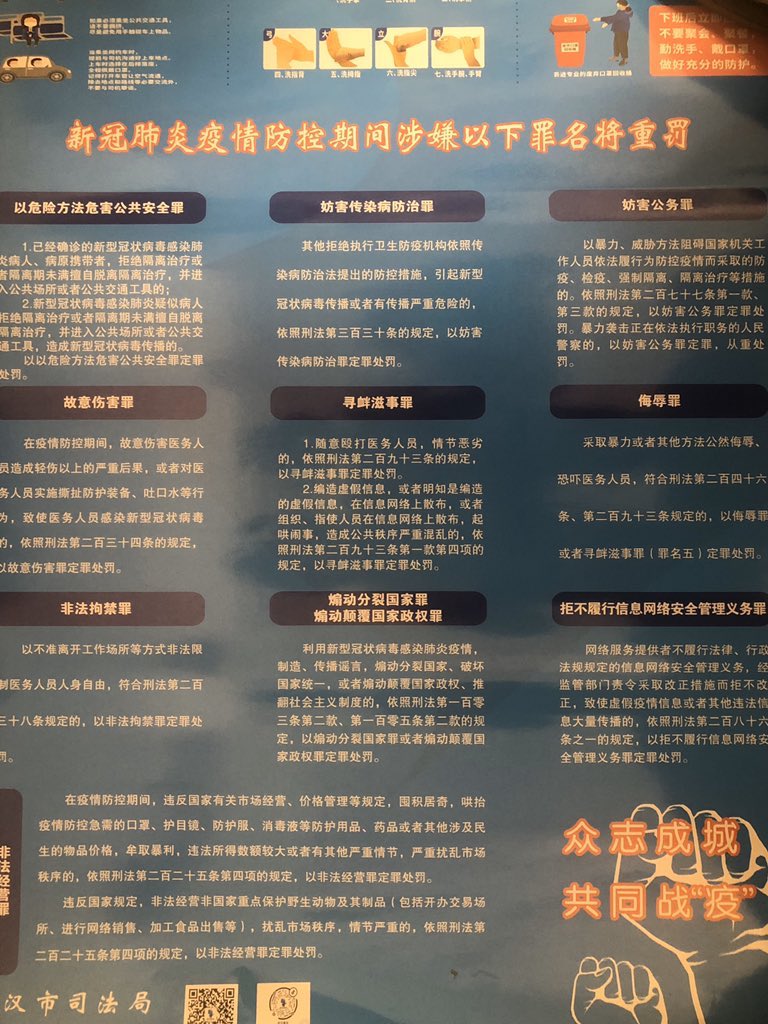 如果必须乘坐公共交通工具，
请不要拥挤，
尽量避免用手触碰车上物品。
弓
大
立
腕
四、洗指背
五、洗拇指
六、洗指尖
七、洗手腕、手臂
下班后立即
不要聚会、聚餐，
勤洗手、戴口罩，
做好充分的防护。
新冠肺炎疫情防控期间涉嫌以下罪名将重罚
以危险方法危害公共安全罪
1.已经确诊的新型冠状病毒感染肺
炎病人、病原携带者，拒绝隔离治疗或
者隔离期未满擅自脱离隔离治疗，并进
入公共场所或者公共交通工具的；
2.新型冠状病毒感染肺炎疑似病人
拒绝隔离治疗或者隔离期未满擅自脱离
隔离治疗，并进入公共场所或者公共交
通工具，造成新型冠状病毒传播的。
以以危险方法危害公共安全罪定罪
处罚。
妨害传染病防治罪
其他拒绝执行卫生防疫机构依照传
染病防治法提出的防控措施，引起新型
冠状病毒传播或者有传播严重危险的，
依照刑法第三百三十条的规定，以妨害
传染病防治罪定罪处罚。
妨害公务罪
以暴力、威胁方法阻碍国家机关工
作人员依法履行为防控疫情而采取的防
疫、检疫、强制隔离、隔离治疗等措施
的。依照刑法第二百七十七条第一款、
第三款的规定，以妨害公务罪定罪处
罚。暴力袭击正在依法执行职务的人民
警察的，以妨害公务罪定罪，从重处
罚。
故意伤害罪
在疫情防控期间，故意伤害医务人
员造成轻伤以上的严重后果，或者对医
务人员实施撕扯防护装备、吐口水等行
为，致使医务人员感染新型冠状病毒
的，依照刑法第二百三十四条的规定，
以故意伤害罪定罪处罚。
寻衅滋事罪
1.随意殴打医务人员，情节恶劣
的，依照刑法第二百九十三条的规定，
以寻衅滋事罪定罪处罚。
2.编造虚假信息，或者明知是编造
的虚假信息，在信息网络上散布，或者
组织、指使人员在信息网络上散布，起
哄闹事，造成公共秩序严重混乱的，依
照刑法第二百九十三条第一款第四项的
规定，以寻衅滋事罪定罪处罚。
侮辱罪
采取暴力或者其他方法公然侮辱、
恐吓医务人员，符合刑法第二百四十六
条、第二百九十三条规定的，以侮辱罪
或者寻衅滋事罪（罪名五）定罪处罚。
非法拘禁罪
以不准离开工作场所等方式非法限
制医务人员人身自由，符合刑法第二百
三十八条规定的，以非法拘禁罪定罪处
罚。
煽动分裂国家罪
煽动颠覆国家政权罪
利用新型冠状病毒感染肺炎疫情，
制造、传播谣言，煽动分裂国家、破坏
国家统一，或者煽动颠覆国家政权、推
翻社会主义制度的，依照刑法第一百零
三条第二款、第一百零五条第二款的规
定，以煽动分裂国家罪或者煽动颠覆国
家政权罪定罪处罚。
拒不履行信息网络安全管理义务罪
网络服务提供者不履行法律、行政
法规规定的信息网络安全管理义务，经
监管部门责令采取改正措施而拒不改
正，致使虚假疫情信息或者其他违法信
息大量传播的，依照刑法第二百八十六
条之一的规定，以拒不履行信息网络安
全管理义务罪定罪处罚。
非法经营罪
在疫情防控期间，违反国家有关市场经营、价格管理等规定，囤积居奇，哄抬
疫情防控急需的口罩、护目镜、防护服、消毒液等防护用品、药品或者其他涉及民
生的物品价格，牟取暴利，违法所得数额较大或者有其他严重情节，严重扰乱市场
秩序的，依照刑法第二百二十五条第四项的规定，以非法经营罪定罪处罚。
违反国家规定，非法经营非国家重点保护野生动物及其制品（包括开办交易场
所、进行网络销售、加工食品出售等），扰乱市场秩序，情节严重的，依照刑法第
二百二十五条第四项的规定，以非法经营罪定罪处罚。
众志成城
共同战“疫”
汉市司法局